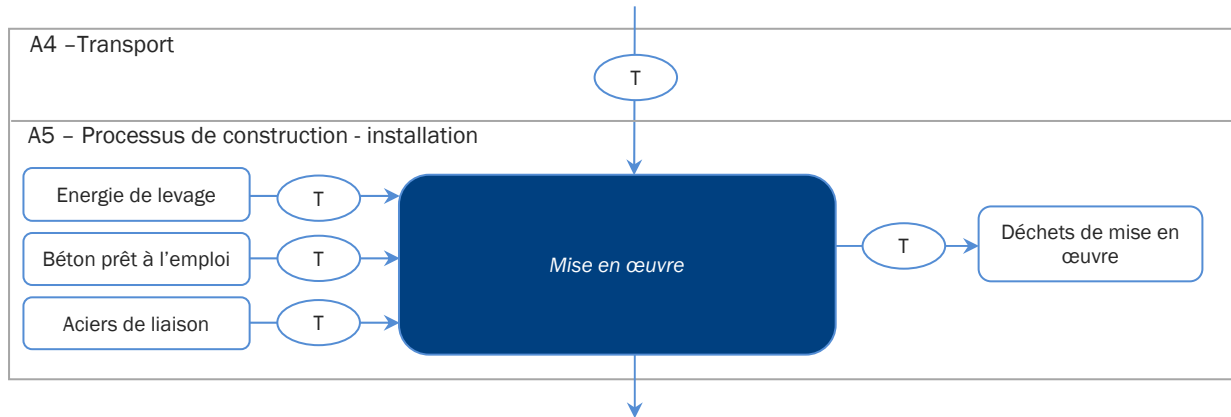 A4 –Transport
T
A5 – Processus de construction - installation
Energie de levage
T
Béton prêt à l’emploi
T
Aciers de liaison
T
Mise en œuvre
T
Déchets de mise en
œuvre